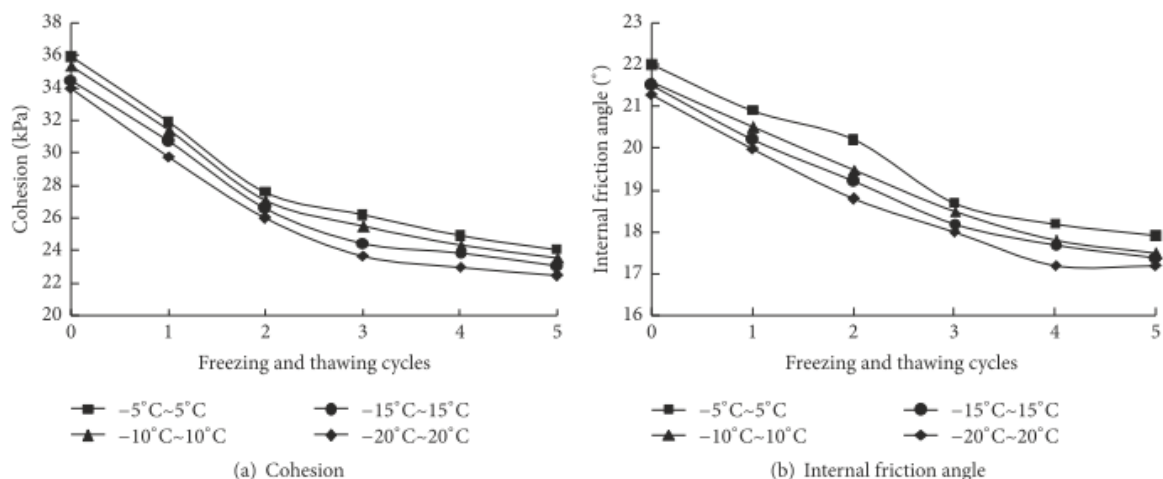 38
36
34
32
30
28
26
24
22
20
Cohesion (kPa)
0 1 2 3 4 5
Freezing and thawing cycles
−5°C~5°C
−15°C~15°C
−10°C~10°C
−20°C~20°C
(a) Cohesion
23
22
21
20
19
18
17
16
Internal friction angle (°)
0 1 2 3 4 5
Freezing and thawing cycles
−5°C~5°C
−15°C~15°C
−10°C~10°C
−20°C~20°C
(b) Internal friction angle